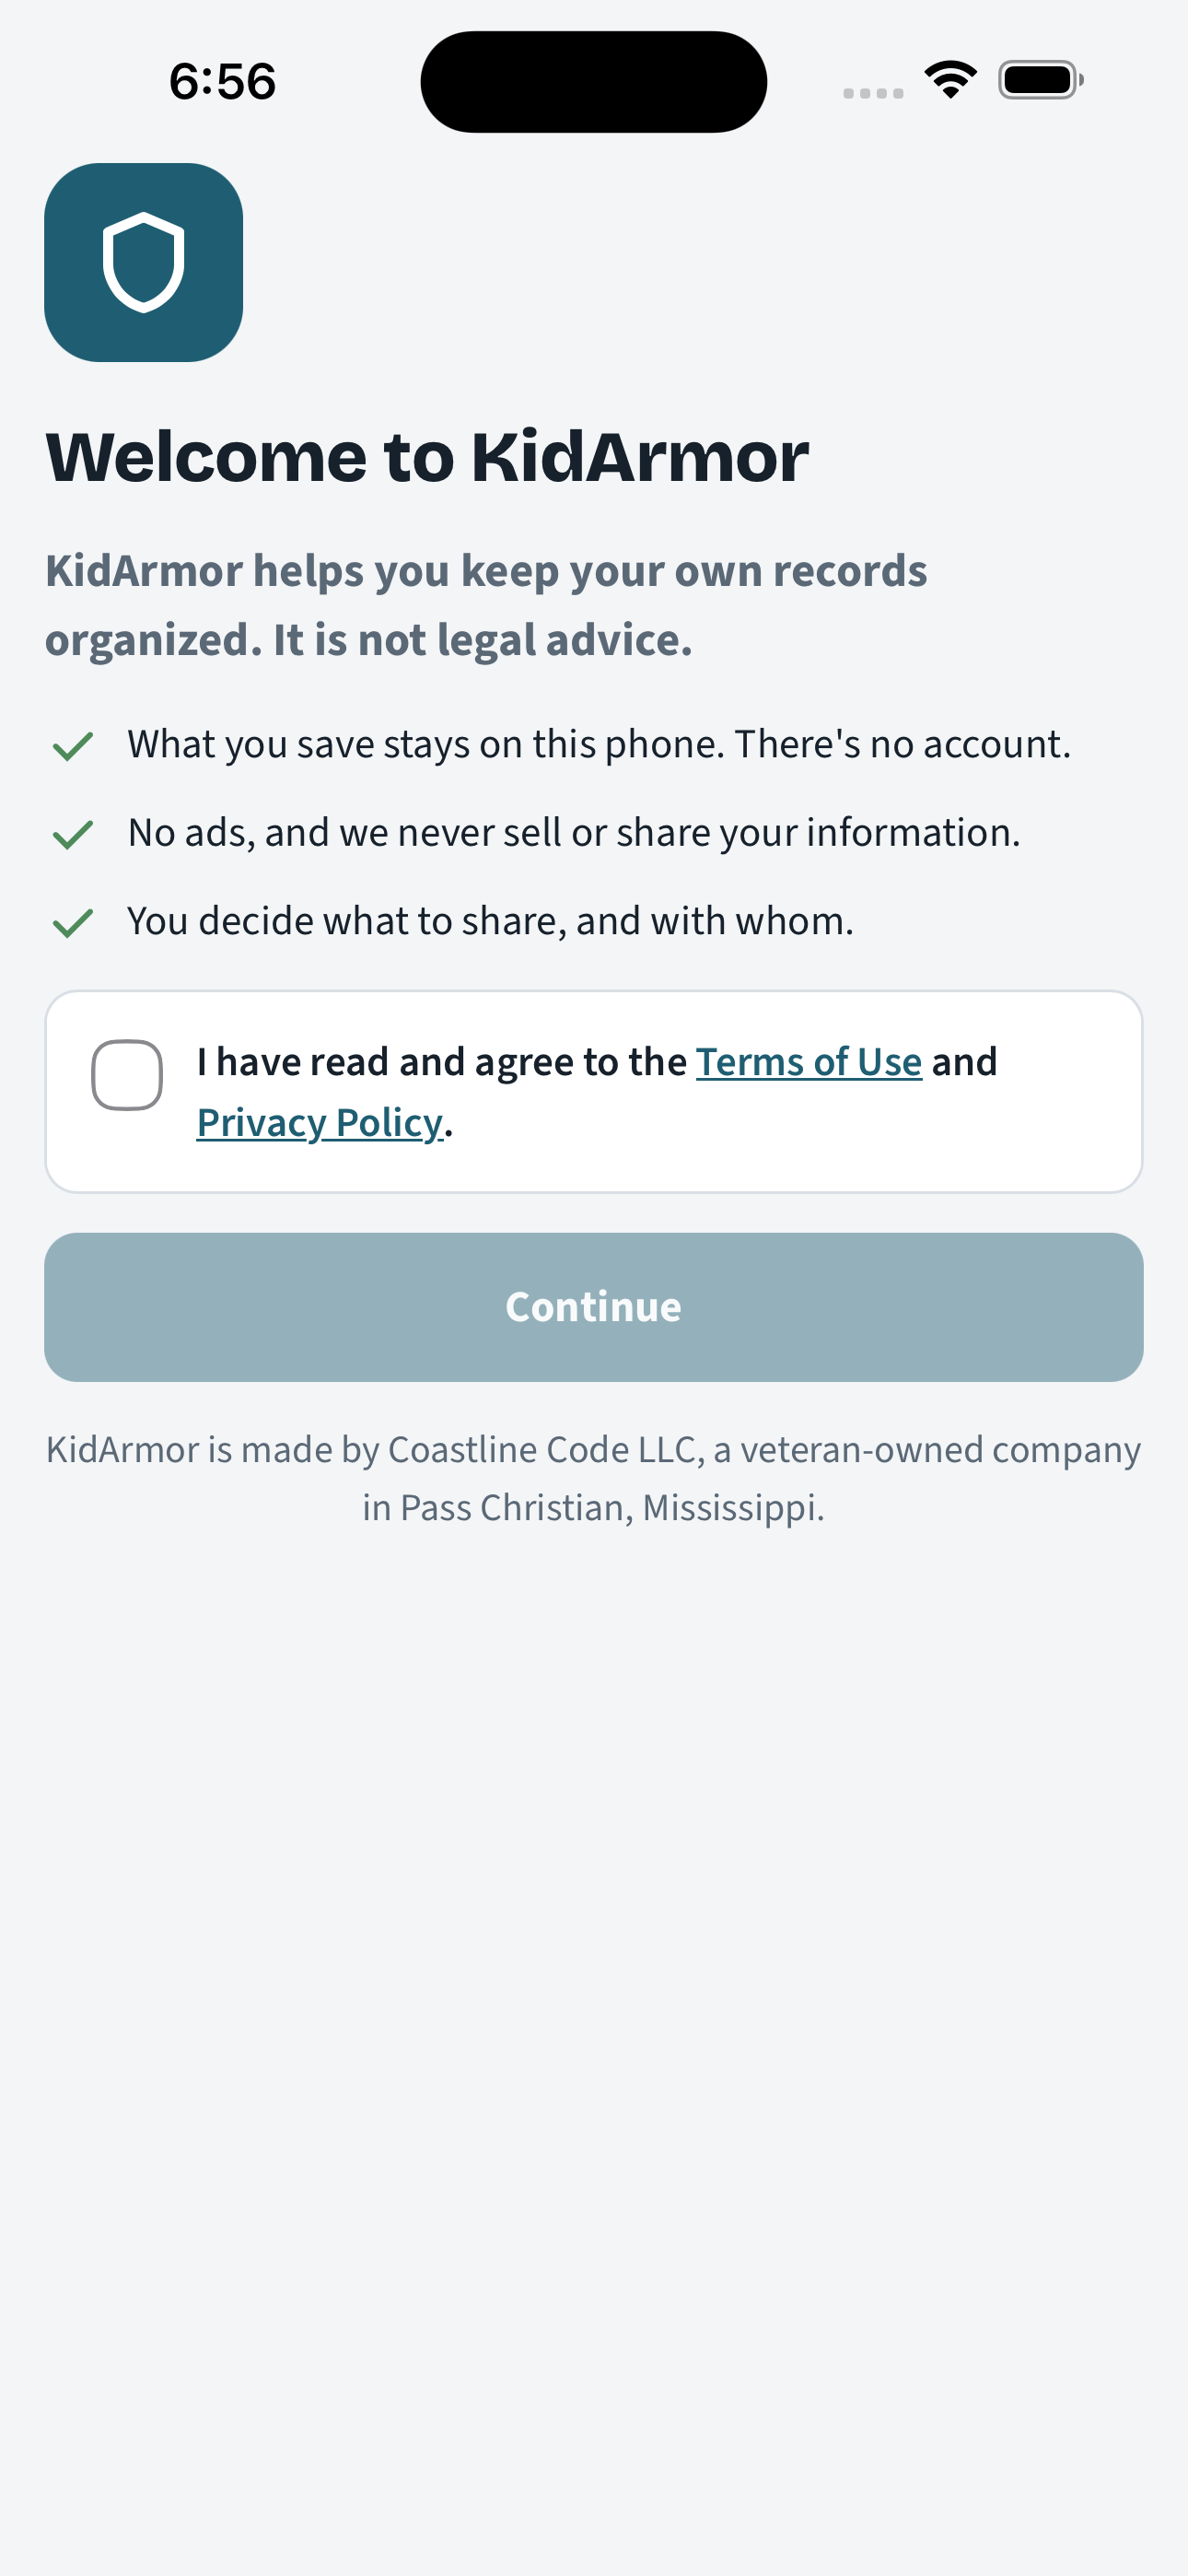 6:56
Welcome to KidArmor
KidArmor helps you keep your own records
organized. It is not legal advice.
What you save stays on this phone. There's no account.
No ads, and we never sell or share your information.
You decide what to share, and with whom.
I have read and agree to the Terms of Use and
Privacy Policy.
Continue
KidArmor is made by Coastline Code LLC, a veteran-owned company
in Pass Christian, Mississippi.